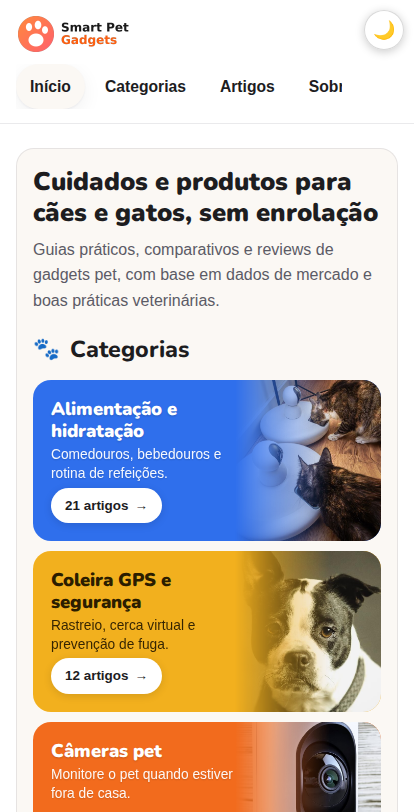 Smart Pet
Gadgets
Início Categorias Artigos
Cuidados e produtos para
cães e gatos, sem enrolação
Guias práticos, comparativos e reviews de
gadgets pet, com base em dados de mercado e
boas práticas veterinárias.
Categorias
Alimentação e
hidratação
Comedouros, bebedouros e
rotina de refeições.
21 artigos →
Coleira GPS e
segurança
Rastreio, cerca virtual e
prevenção de fuga.
12 artigos →
Câmeras pet
Monitore o pet quando estiver
fora de casa.